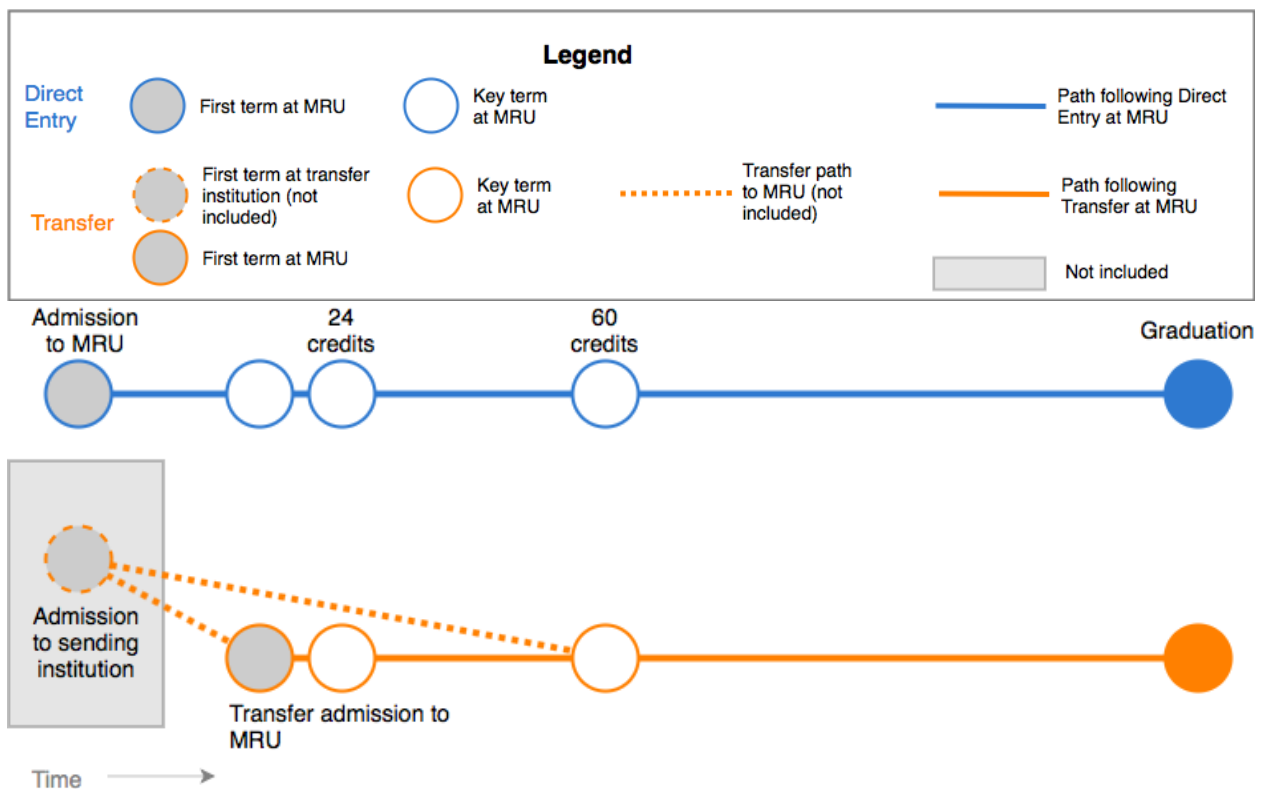 Legend
Direct
Entry
First term at MRU
Key term
at MRU
Path following Direct
Entry at MRU
Transfer
First term at transfer
institution (not
included)
Key term
at MRU
Transfer path
to MRU (not
included)
Path following
Transfer at MRU
First term at MRU
Not included
Admission
to MRU
24
credits
60
credits
Graduation
Admission
to sending
institution
Transfer admission to
MRU
Time